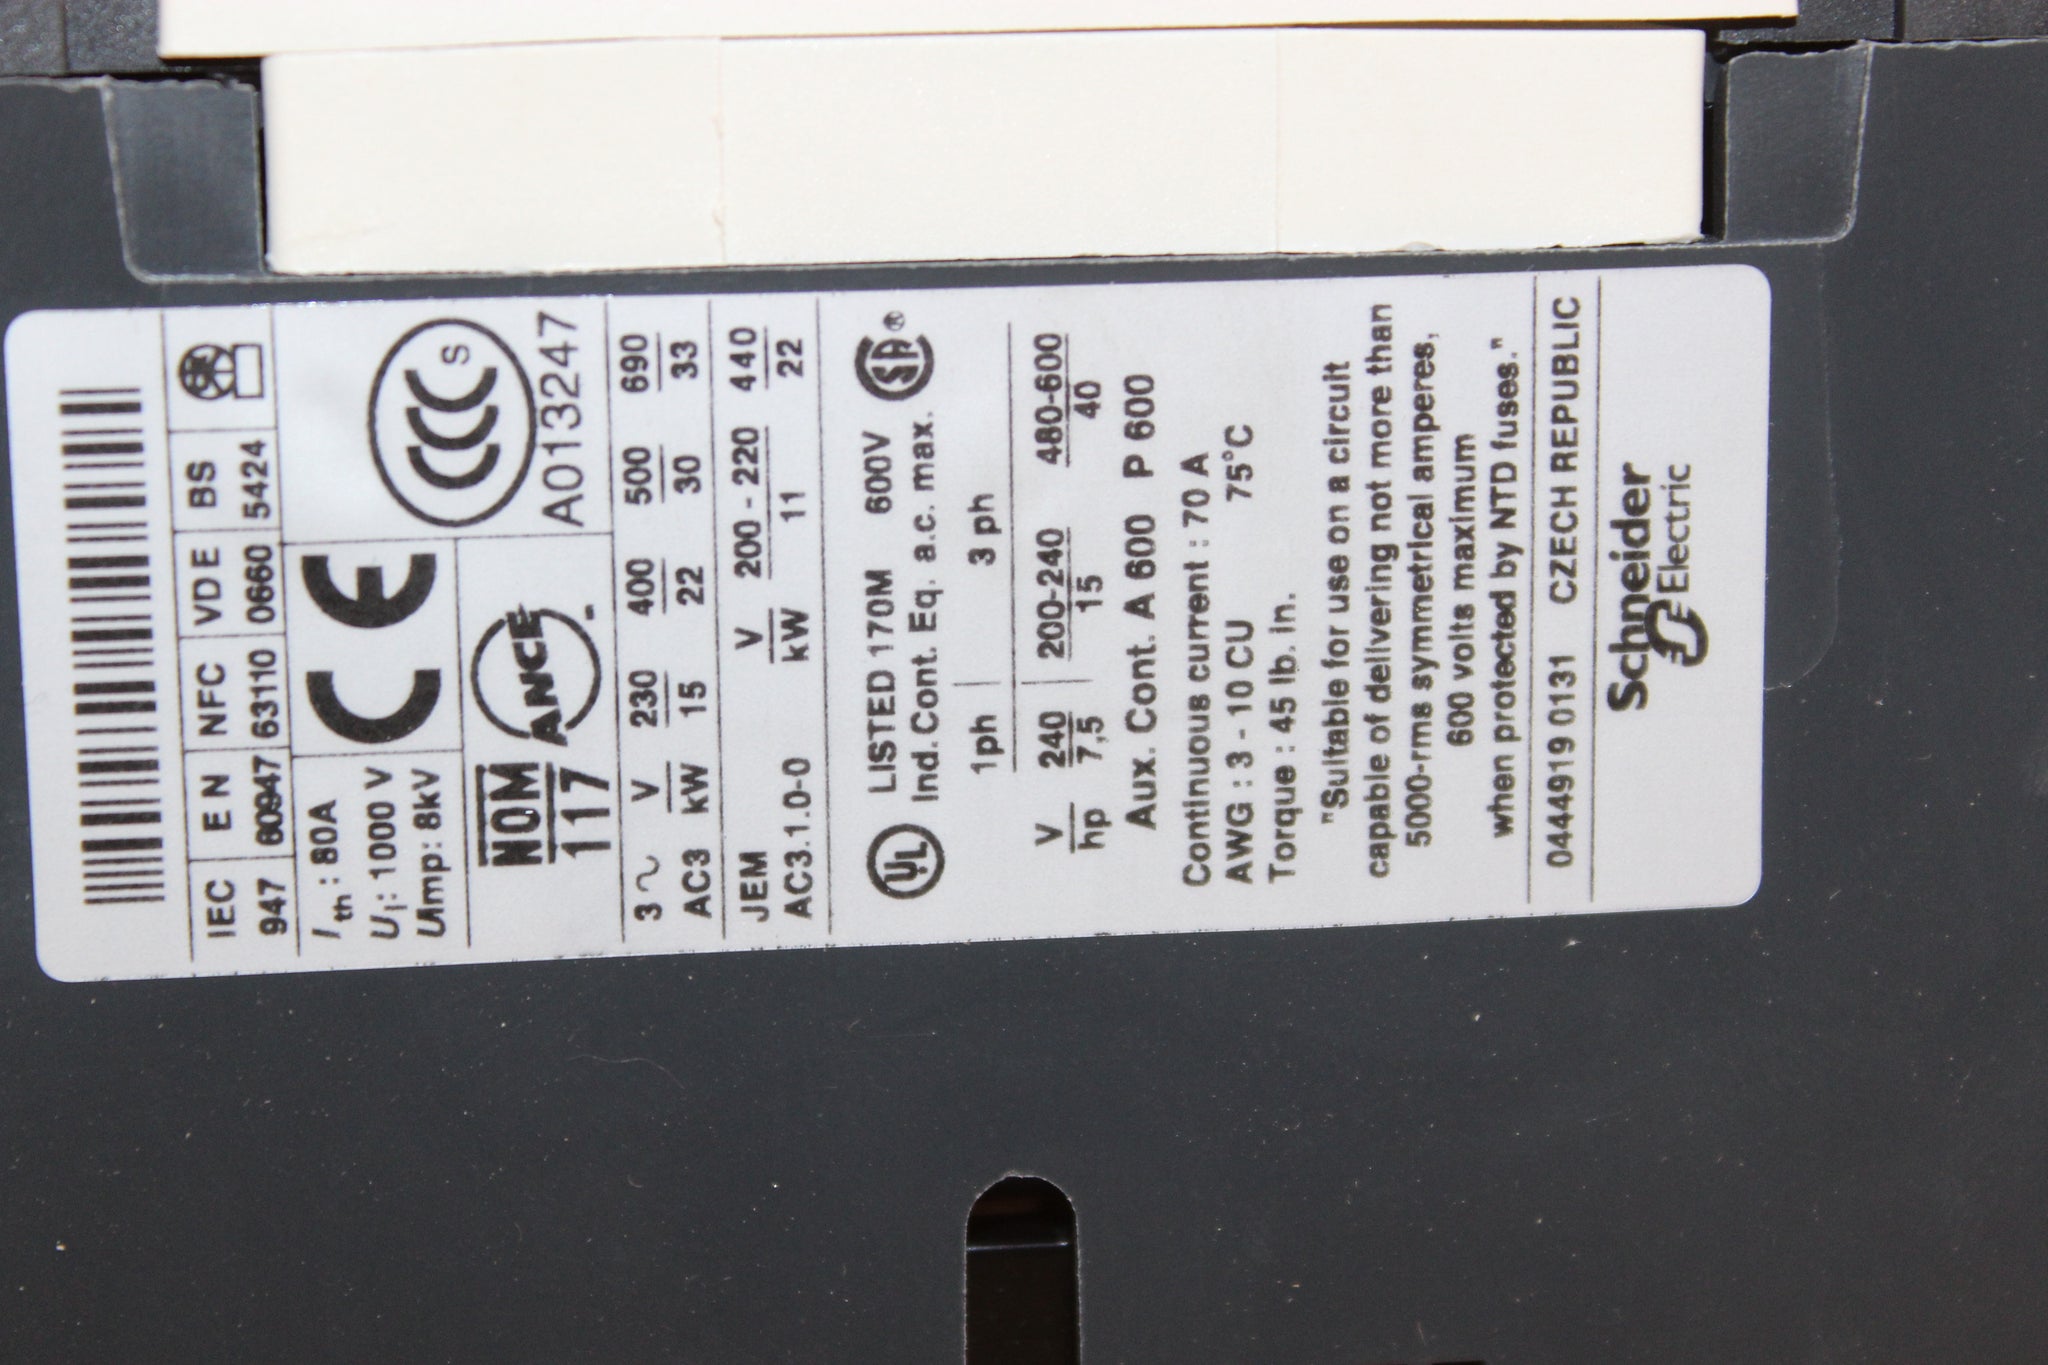 IEC EN NFC VDE BS
947 60947 63110 0660 5424
Ith : 80A
Ui : 1000 V
Uimp: 8kV
CE
CCC S
A013247
NOM
117
ANCE
3 ~ V 230 400 500 690
AC3 kW 15 22 30 33
JEM V 200 - 220 440
AC3.1.0-0 kW 11 22
UL LISTED 170M 600V
Ind.Cont. Eq. a.c. max. SA®
1ph 3 ph
V 240 200-240 480-600
hp 7,5 15 40
Aux. Cont. A 600 P 600
Continuous current : 70 A
AWG : 3 - 10 CU 75°C
Torque : 45 lb. in.
"Suitable for use on a circuit
capable of delivering not more than
5000-rms symmetrical amperes,
600 volts maximum
when protected by NTD fuses."
0444919 0131 CZECH REPUBLIC
Schneider
Electric